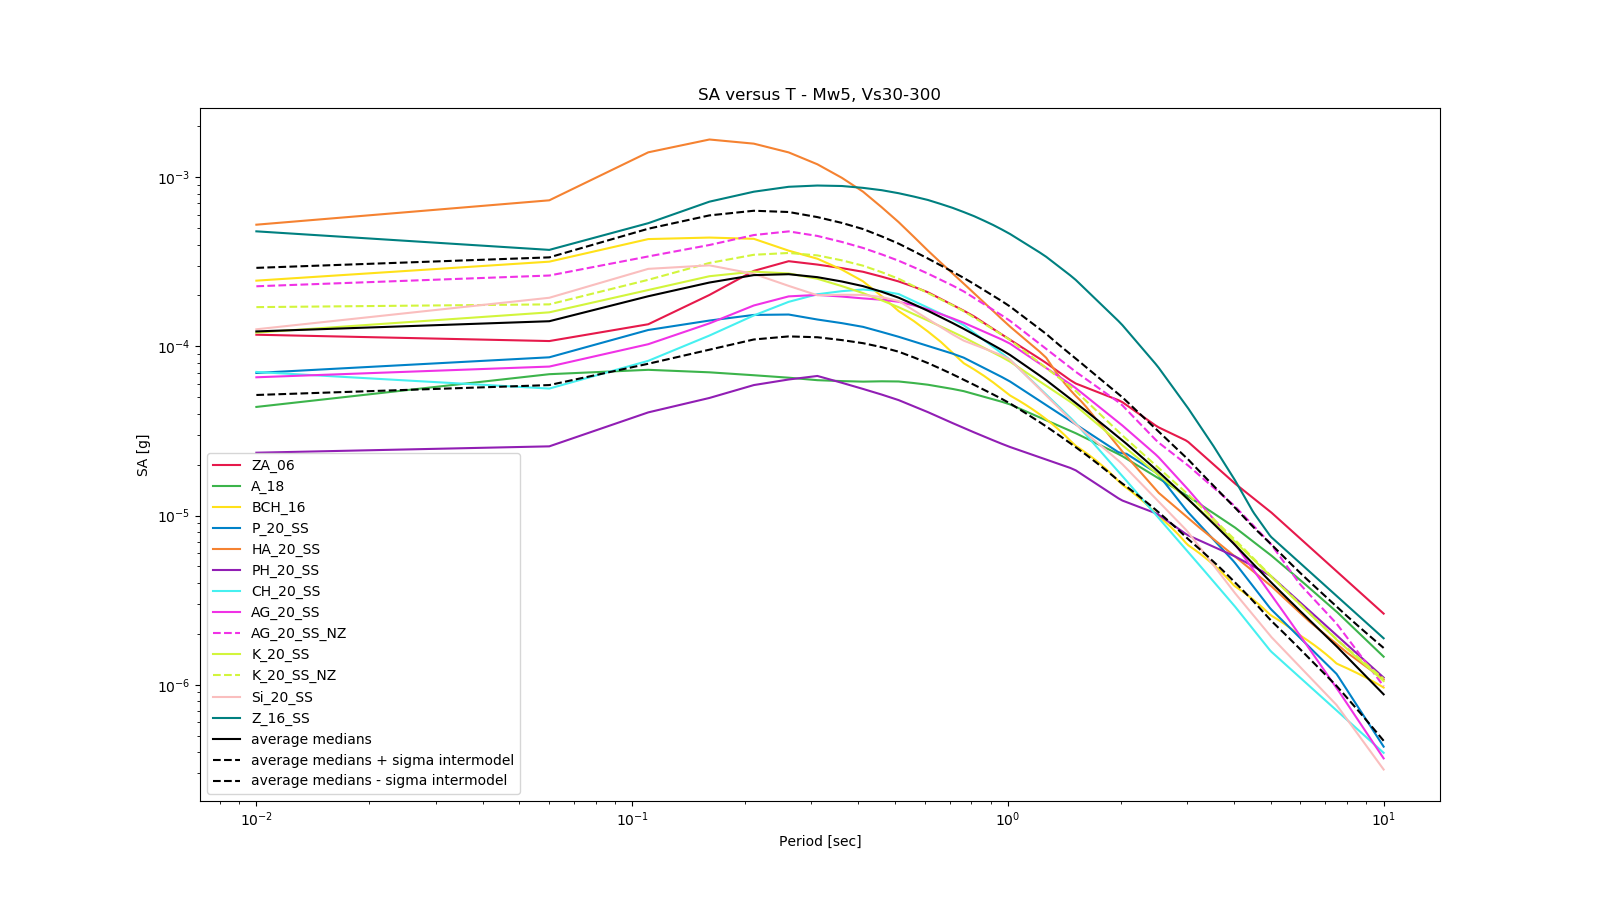 SA versus T - Mw5, Vs30-300
SA [g]
10⁻³
10⁻⁴
10⁻⁵
10⁻⁶
ZA_06
A_18
BCH_16
P_20_SS
HA_20_SS
PH_20_SS
CH_20_SS
AG_20_SS
AG_20_SS_NZ
K_20_SS
K_20_SS_NZ
Si_20_SS
Z_16_SS
average medians
average medians + sigma intermodel
average medians - sigma intermodel
10⁻² 10⁻¹ 10⁰ 10¹
Period [sec]